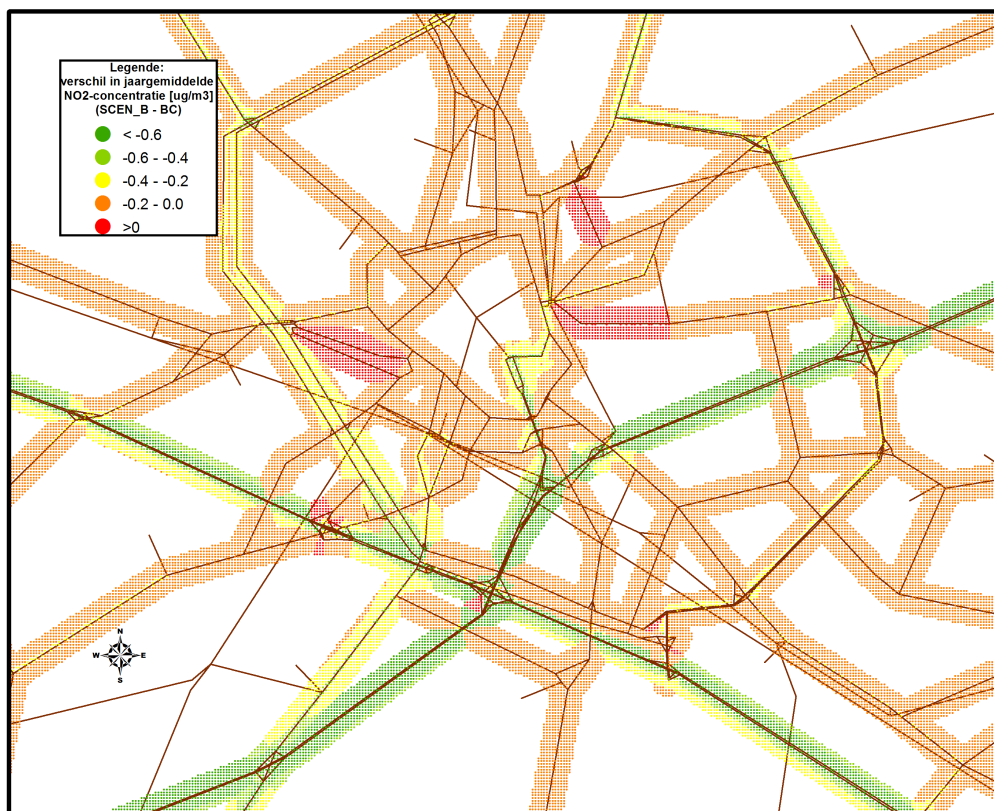 Legende:
verschil in jaargemiddelde
NO2-concentratie [ug/m3]
(SCEN_B - BC)
< -0.6
-0.6 - -0.4
-0.4 - -0.2
-0.2 - 0.0
>0
N
W E
S